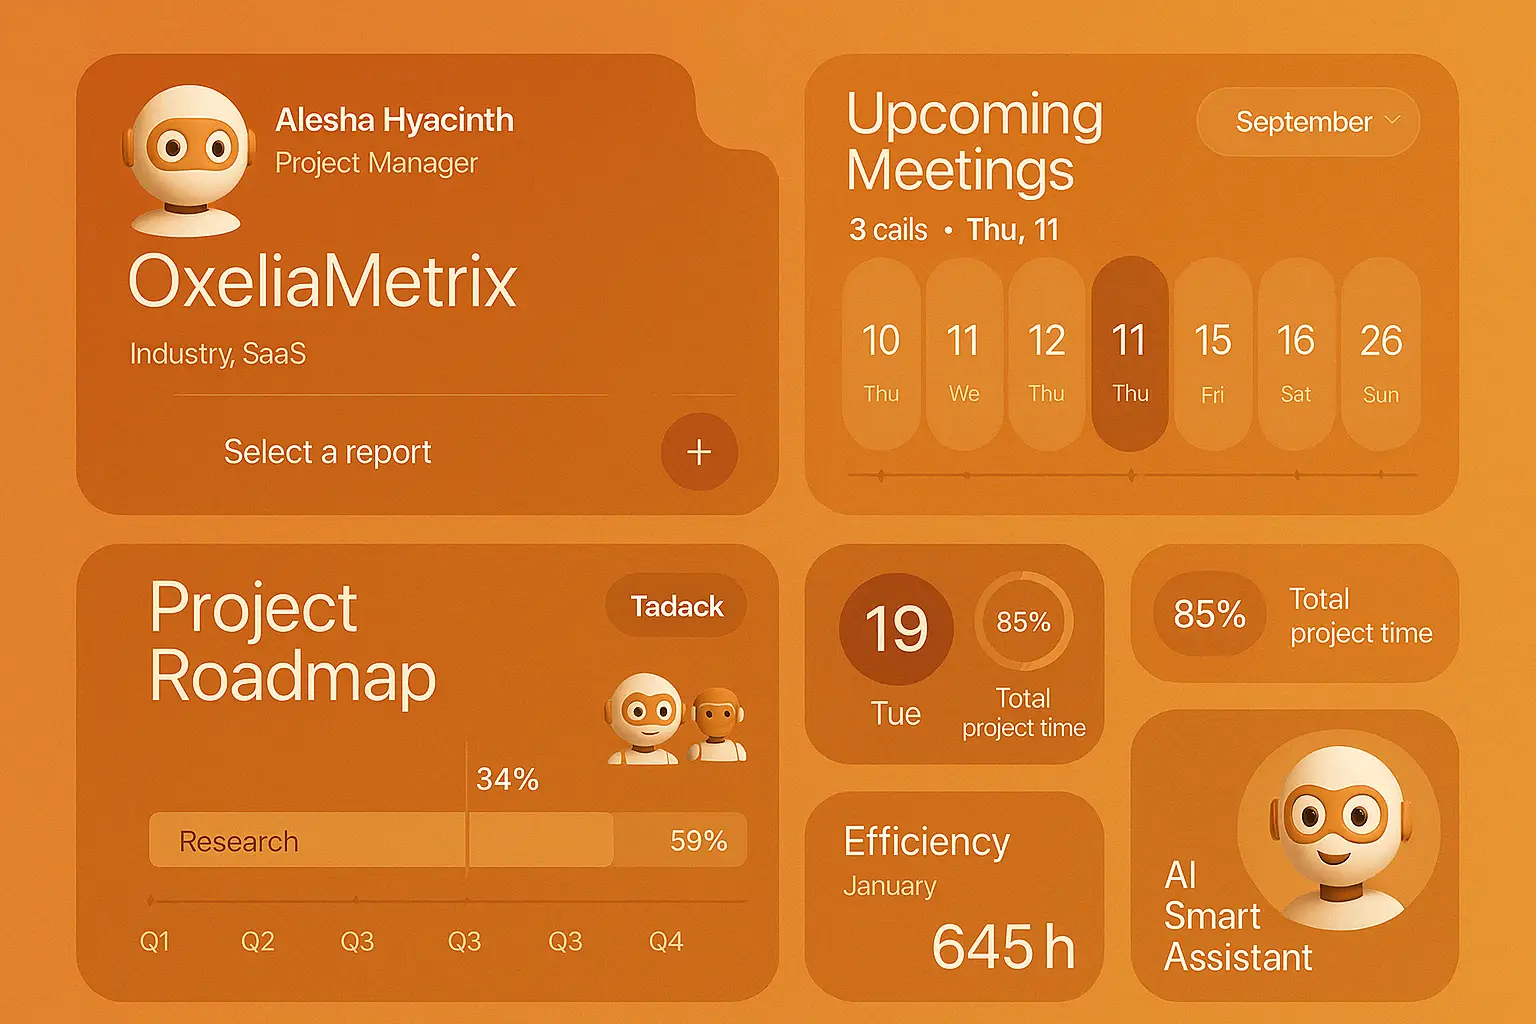 Alesha Hyacinth
Project Manager
OxeliaMetrix
Industry, SaaS
Select a report
+
Upcoming
Meetings
September
3 cails • Thu, 11
10 11 12 11 15 16 26
Thu We Thu Thu Fri Sat Sun
Project
Roadmap
Tadack
34%
Research 59%
Q1 Q2 Q3 Q3 Q3 Q4
19
Tue
85%
Total
project time
85%
Total
project time
Efficiency
January
645 h
AI
Smart
Assistant